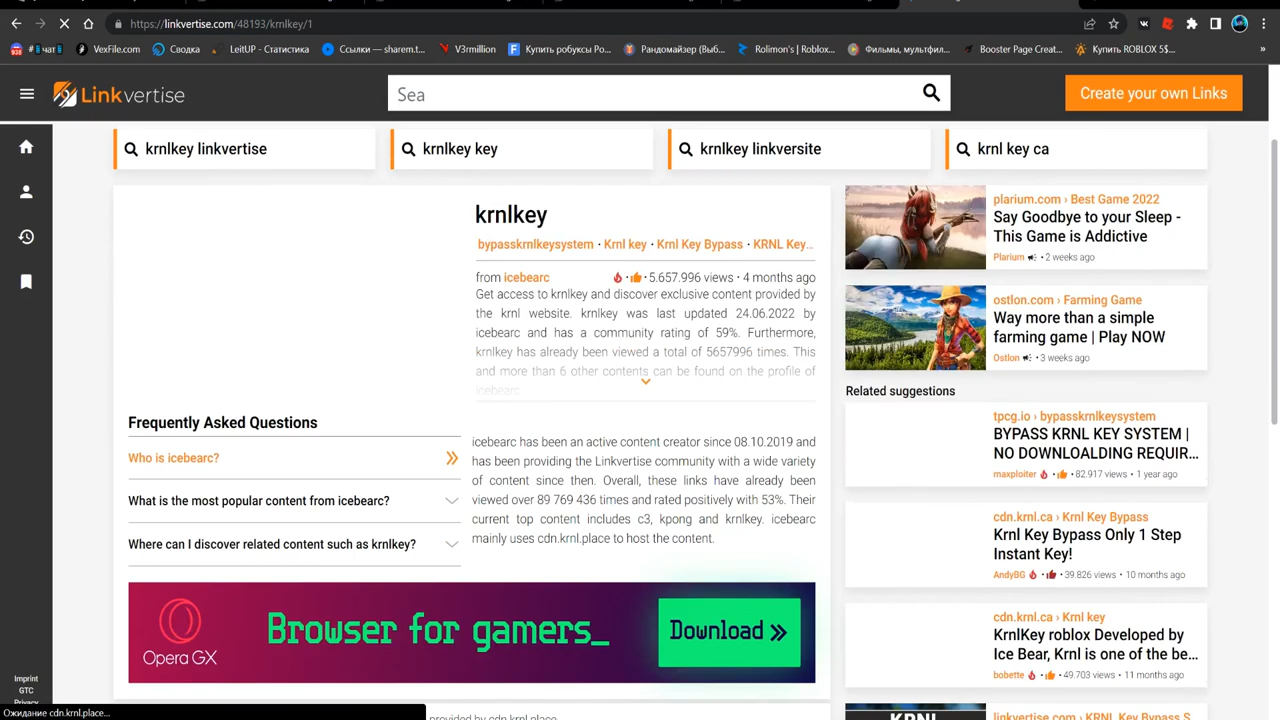 https://linkvertise.com/48193/krnlkey/1
чат
VexFile.com
Сводка
LeitUP - Статистика
Ссылки — sharem.t...
V3rmillion
Купить робуксы Ро...
Рандомайзер (Выб...
Rolimon's | Roblox...
Фильмы, мультфил...
Booster Page Creat...
Купить ROBLOX 5$...
Linkvertise
Sea
Create your own Links
krnlkey linkvertise
krnlkey key
krnlkey linkversite
krnl key ca
krnlkey
bypasskrnlkeysystem · Krnl key · Krnl Key Bypass · KRNL Key...
from icebearc
5.657.996 views · 4 months ago
Get access to krnlkey and discover exclusive content provided by
the krnl website. krnlkey was last updated 24.06.2022 by
icebearc and has a community rating of 59%. Furthermore,
krnlkey has already been viewed a total of 5657996 times. This
and more than 6 other contents can be found on the profile of
icebearc.
Frequently Asked Questions
Who is icebearc?
What is the most popular content from icebearc?
Where can I discover related content such as krnlkey?
icebearc has been an active content creator since 08.10.2019 and
has been providing the Linkvertise community with a wide variety
of content since then. Overall, these links have already been
viewed over 89 769 436 times and rated positively with 53%. Their
current top content includes c3, kpong and krnlkey. icebearc
mainly uses cdn.krnl.place to host the content.
Opera GX
Browser for gamers_
Download
provided by cdn.krnl.place
plarium.com › Best Game 2022
Say Goodbye to your Sleep -
This Game is Addictive
Plarium • 2 weeks ago
ostlon.com › Farming Game
Way more than a simple
farming game | Play NOW
Ostlon • 3 weeks ago
Related suggestions
tpcg.io › bypasskrnlkeysystem
BYPASS KRNL KEY SYSTEM |
NO DOWNLOALDING REQUIR...
maxploiter • 82.917 views • 1 year ago
cdn.krnl.ca › Krnl Key Bypass
Krnl Key Bypass Only 1 Step
Instant Key!
AndyBG • 39.826 views • 10 months ago
cdn.krnl.ca › Krnl key
KrnlKey roblox Developed by
Ice Bear, Krnl is one of the be...
bobette • 49.703 views • 11 months ago
KRNL
linkvertise.com › KRNL Key Bypass S
Imprint
GTC
Privacy
Ожидание cdn.krnl.place...